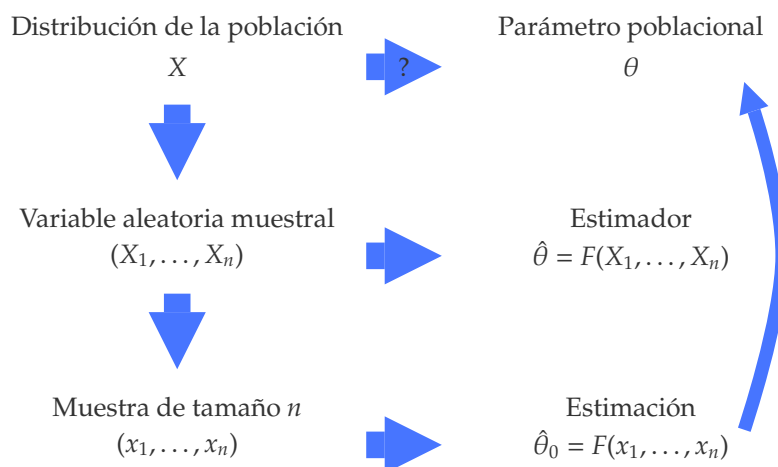 Distribución de la población
X
?
Parámetro poblacional
θ
Variable aleatoria muestral
(X₁, . . . , Xₙ)
Estimador
θ̂ = F(X₁, . . . , Xₙ)
Muestra de tamaño n
(x₁, . . . , xₙ)
Estimación
θ̂₀ = F(x₁, . . . , xₙ)